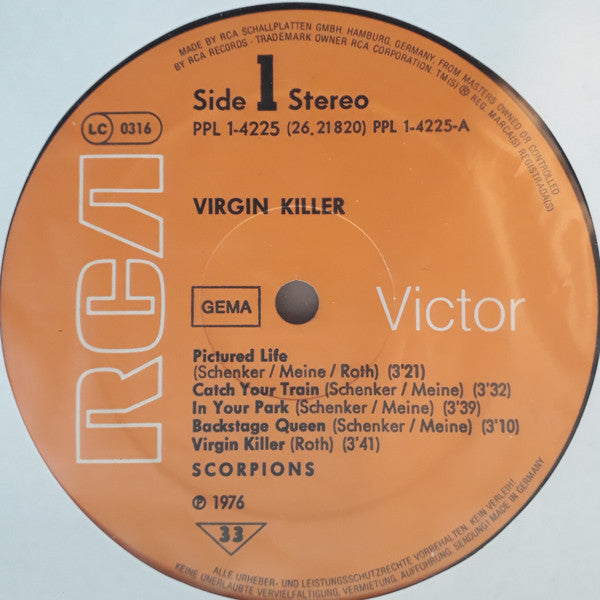 MADE BY RCA SCHALLPLATTEN GMBH, HAMBURG, GERMANY, FROM MASTERS OWNED OR CONTROLLED
BY RCA RECORDS · TRADEMARK OWNER RCA CORPORATION. TM(S) ® REG. MARCA(S) REGISTRADA(S)
Side 1 Stereo
LC 0316
PPL 1-4225 (26.21820) PPL 1-4225-A
VIRGIN KILLER
RCA
GEMA
Victor
Pictured Life
(Schenker / Meine / Roth) (3'21)
Catch Your Train (Schenker / Meine) (3'32)
In Your Park (Schenker / Meine) (3'39)
Backstage Queen (Schenker / Meine) (3'10)
Virgin Killer (Roth) (3'41)
SCORPIONS
℗ 1976
33
ALLE URHEBER- UND LEISTUNGSSCHUTZRECHTE VORBEHALTEN. KEIN VERLEIH!
KEINE UNERLAUBTE VERVIELFÄLTIGUNG, VERMIETUNG, AUFFÜHRUNG, SENDUNG! MADE IN GERMANY